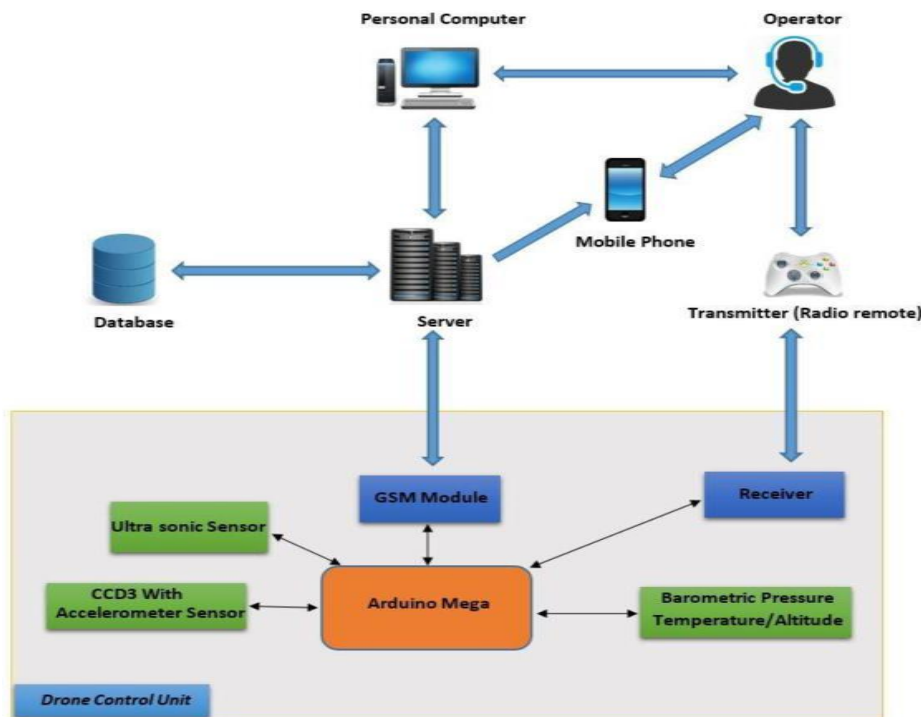 Personal Computer
Operator
Mobile Phone
Database
Server
Transmitter (Radio remote)
GSM Module
Receiver
Ultra sonic Sensor
CCD3 With
Accelerometer Sensor
Arduino Mega
Barometric Pressure
Temperature/Altitude
Drone Control Unit